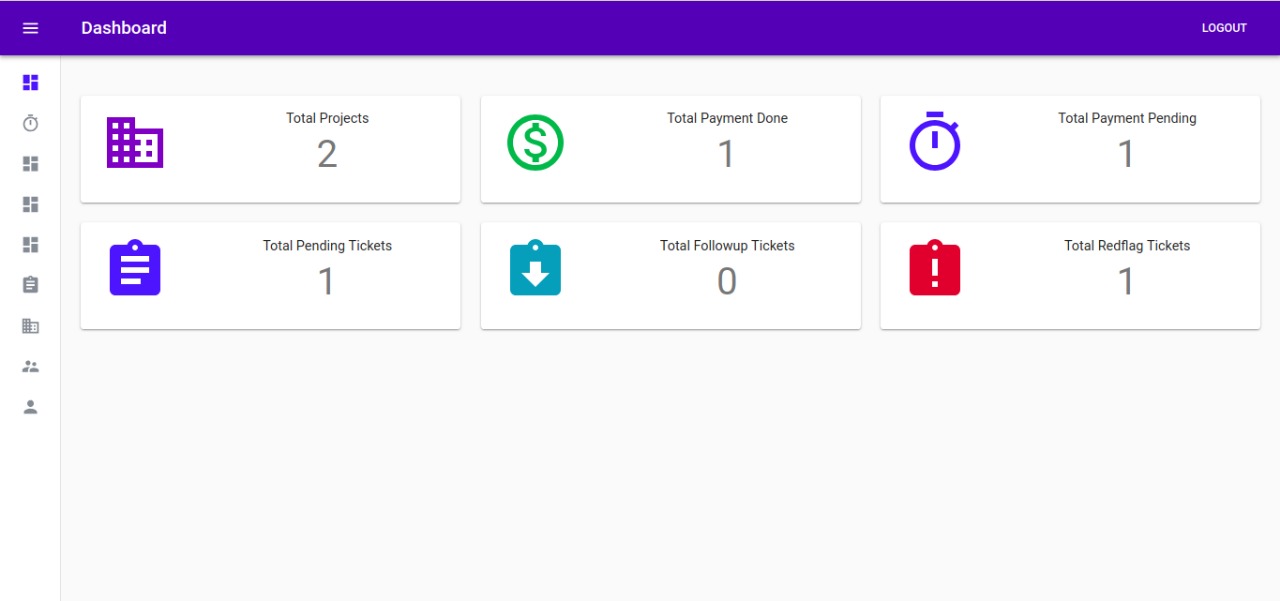 Dashboard
LOGOUT
Total Projects
2
Total Payment Done
1
Total Payment Pending
1
Total Pending Tickets
1
Total Followup Tickets
0
Total Redflag Tickets
1